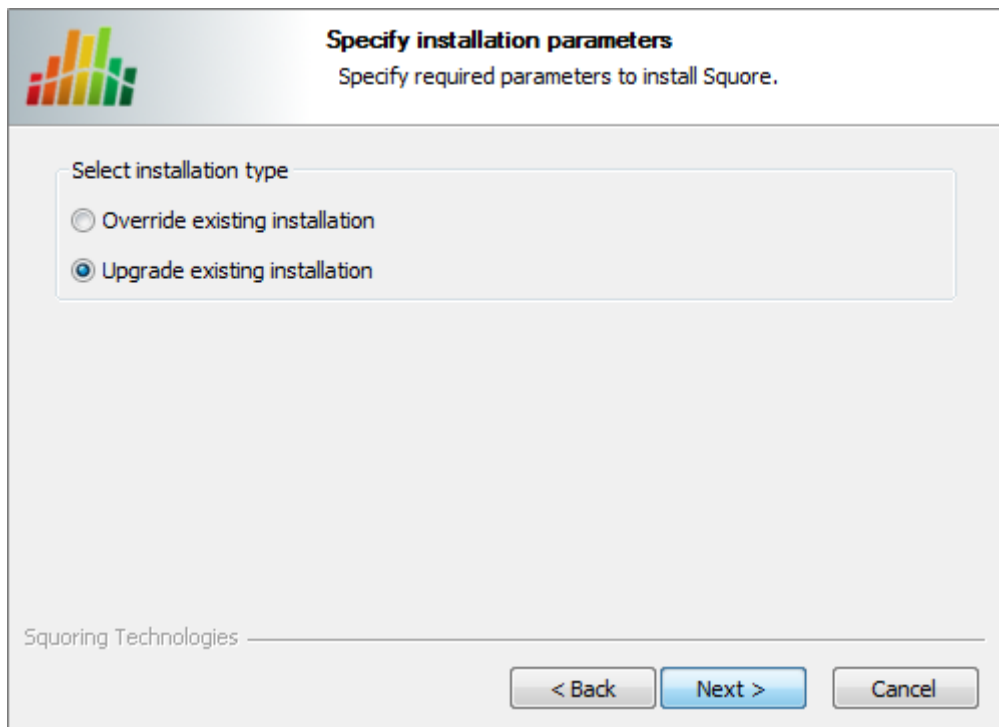 Specify installation parameters
Specify required parameters to install Squore.
Select installation type
Override existing installation
Upgrade existing installation
Squoring Technologies
< Back
Next >
Cancel